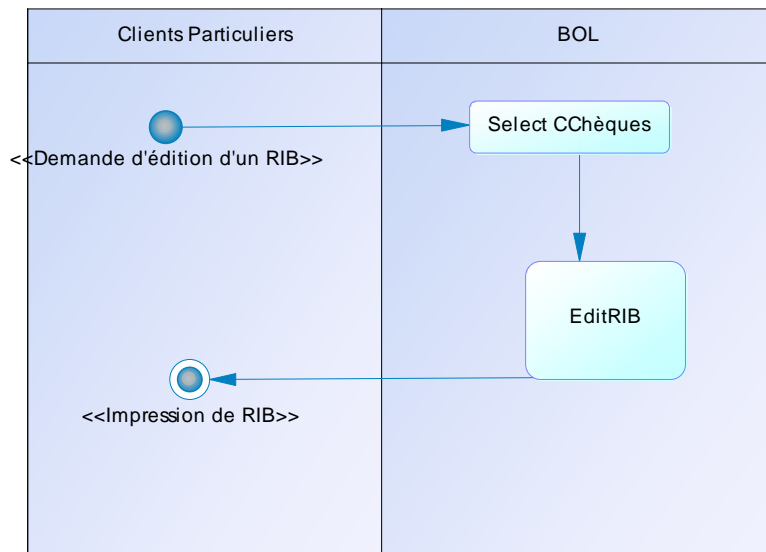 Clients Particuliers
BOL
Select CChèques
<<Demande d'édition d'un RIB>>
EditRIB
<<Impression de RIB>>